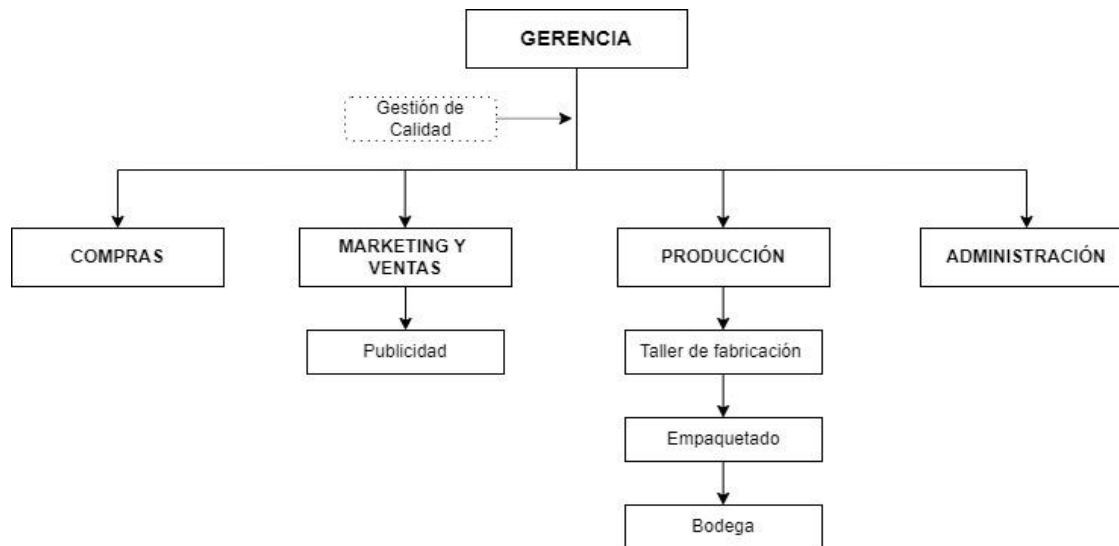 GERENCIA
Gestión de
Calidad
COMPRAS
MARKETING Y
VENTAS
PRODUCCIÓN
ADMINISTRACIÓN
Publicidad
Taller de fabricación
Empaquetado
Bodega